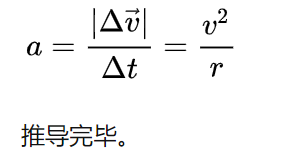 a = |Δv⃗| / Δt = v² / r
推导完毕。